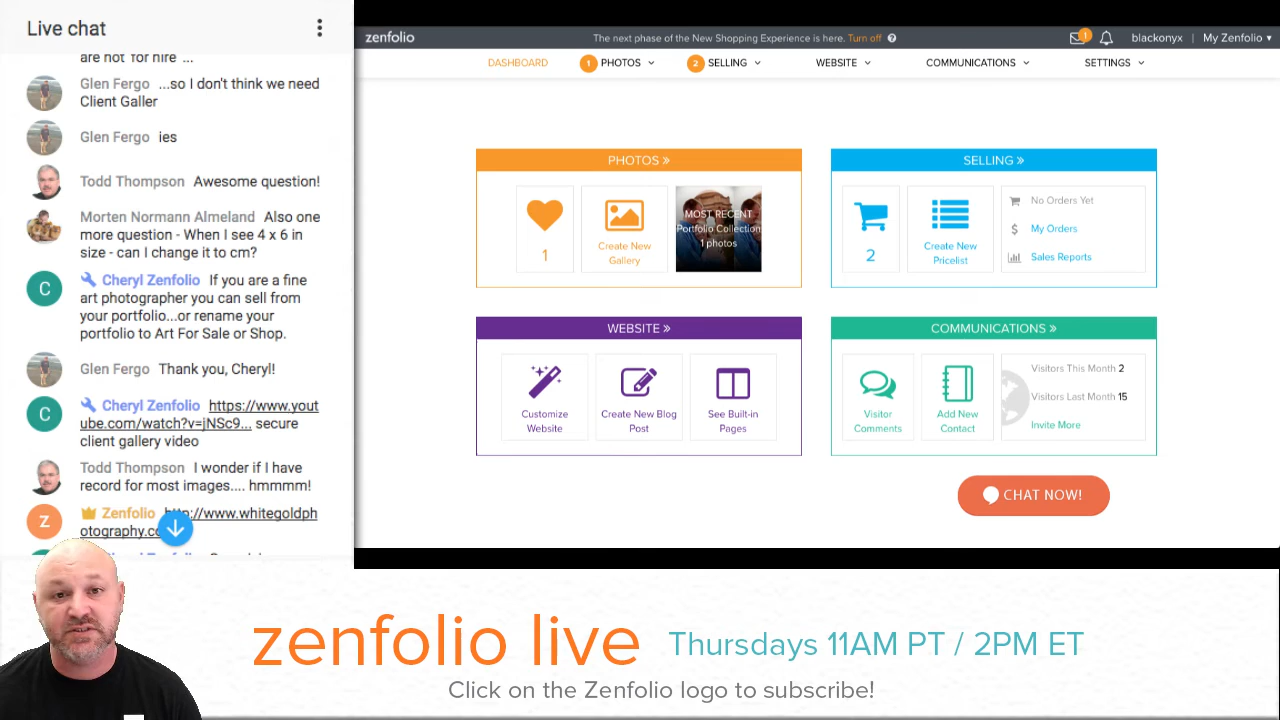 Live chat
are not for hire ...
Glen Fergo ...so I don't think we need
Client Galler
Glen Fergo ies
Todd Thompson Awesome question!
Morten Normann Almeland Also one
more question - When I see 4 x 6 in
size - can I change it to cm?
C
Cheryl Zenfolio If you are a fine
art photographer you can sell from
your portfolio...or rename your
portfolio to Art For Sale or Shop.
Glen Fergo Thank you, Cheryl!
C
Cheryl Zenfolio https://www.yout
ube.com/watch?v=jNSc9... secure
client gallery video
Todd Thompson I wonder if I have
record for most images.... hmmmm!
Z
Zenfolio http://www.whitegoldph
otography.co
zenfolio
The next phase of the New Shopping Experience is here. Turn off ?
1
blackonyx | My Zenfolio
DASHBOARD
1 PHOTOS
2 SELLING
WEBSITE
COMMUNICATIONS
SETTINGS
PHOTOS »
1
Create New
Gallery
MOST RECENT
Portfolio Collection
1 photos
SELLING »
2
Create New
Pricelist
No Orders Yet
$ My Orders
Sales Reports
WEBSITE »
Customize
Website
Create New Blog
Post
See Built-in
Pages
COMMUNICATIONS »
Visitor
Comments
Add New
Contact
Visitors This Month 2
Visitors Last Month 15
Invite More
CHAT NOW!
zenfolio live
Thursdays 11AM PT / 2PM ET
Click on the Zenfolio logo to subscribe!